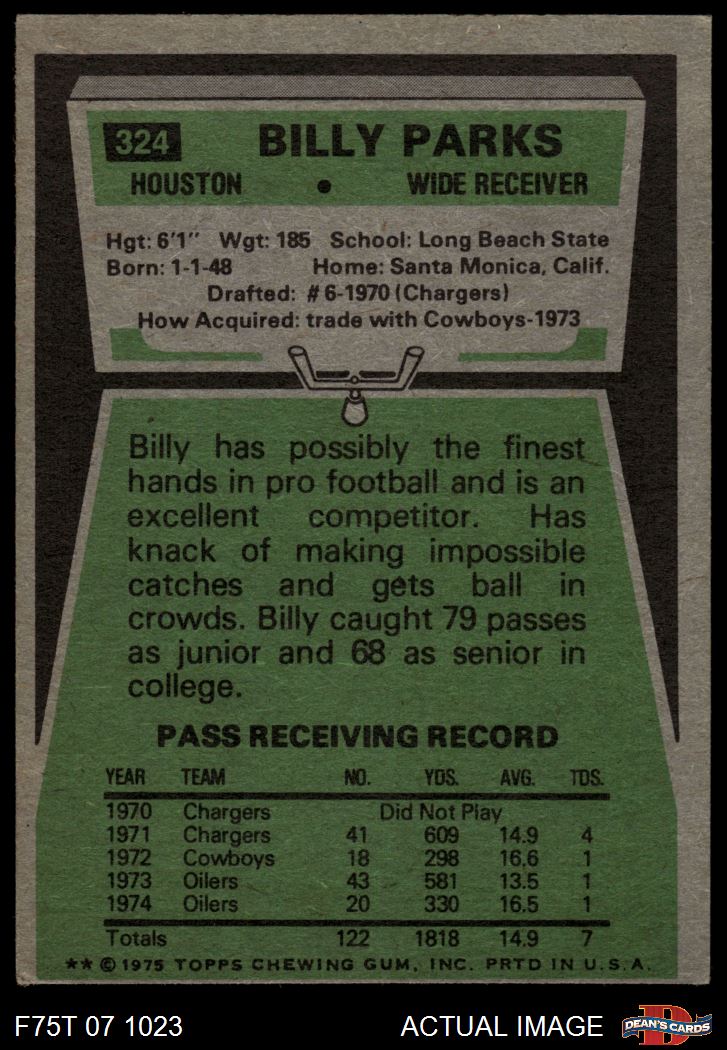 324 BILLY PARKS
HOUSTON • WIDE RECEIVER
Hgt: 6'1" Wgt: 185 School: Long Beach State
Born: 1-1-48 Home: Santa Monica, Calif.
Drafted: #6-1970 (Chargers)
How Acquired: trade with Cowboys-1973
Billy has possibly the finest
hands in pro football and is an
excellent competitor. Has
knack of making impossible
catches and gets ball in
crowds. Billy caught 79 passes
as junior and 68 as senior in
college.
PASS RECEIVING RECORD
YEAR TEAM NO. YDS. AVG. TDS.
1970 Chargers Did Not Play
1971 Chargers 41 609 14.9 4
1972 Cowboys 18 298 16.6 1
1973 Oilers 43 581 13.5 1
1974 Oilers 20 330 16.5 1
Totals 122 1818 14.9 7
** © 1975 TOPPS CHEWING GUM, INC. PRTD IN U.S.A.
F75T 07 1023 ACTUAL IMAGE D DEAN'S CARDS